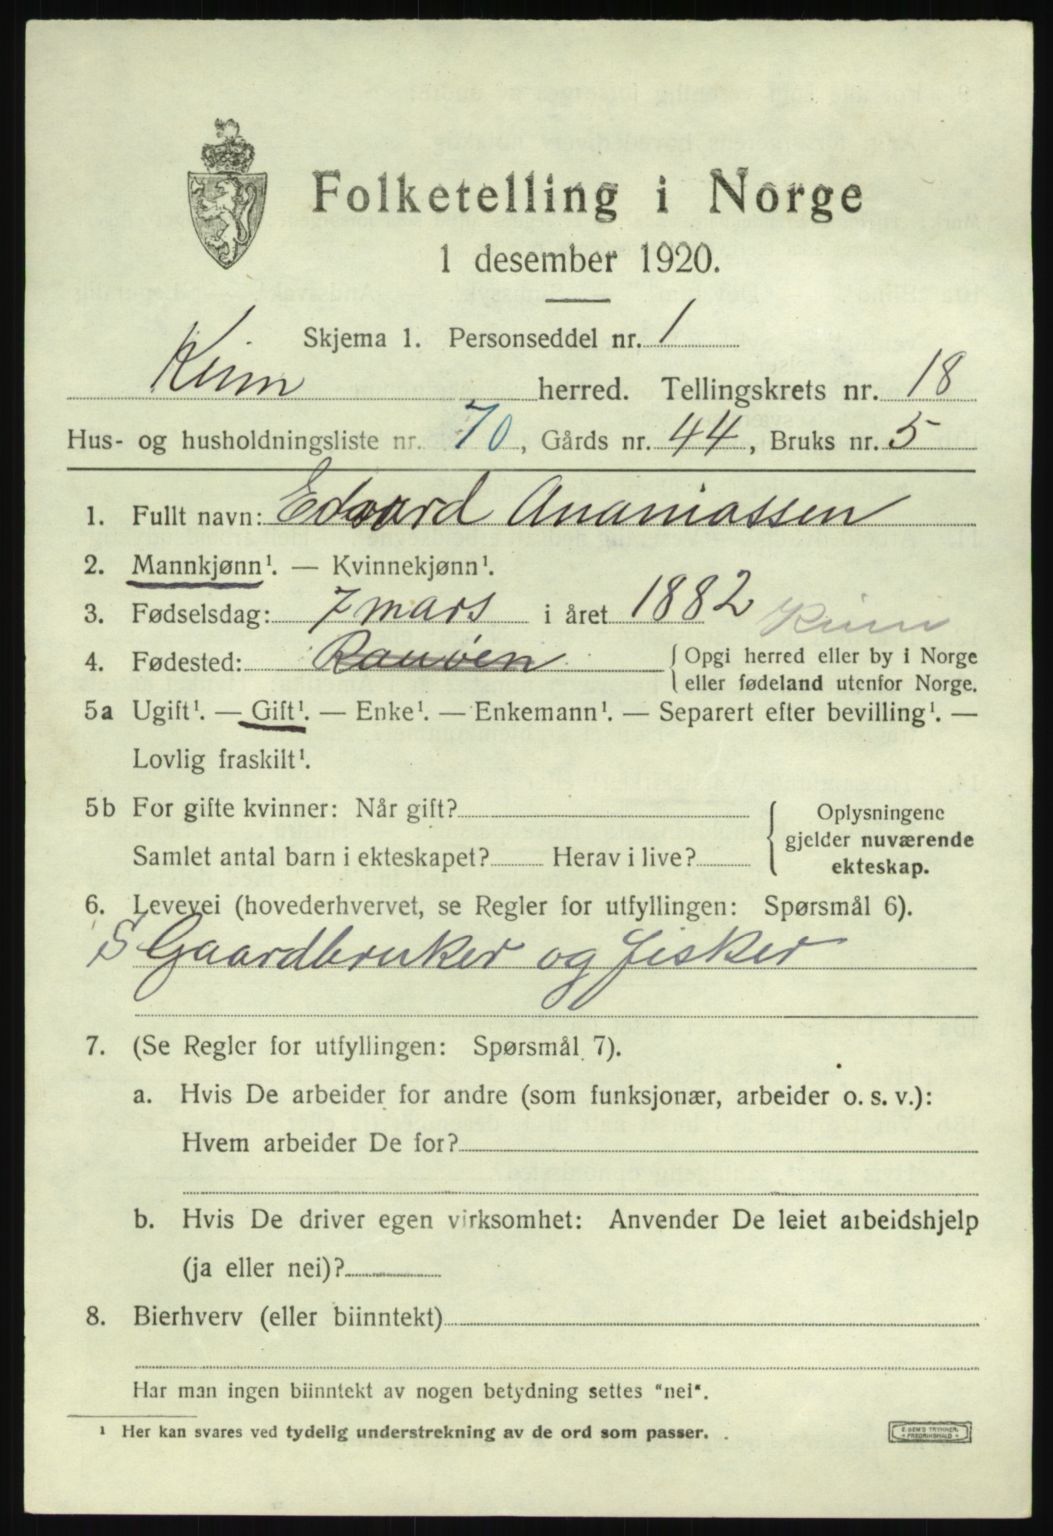 Folketelling i Norge
1 desember 1920.
Skjema 1. Personseddel nr. 1
Kinn herred. Tellingskrets nr. 18
Hus- og husholdningsliste nr. 70, Gårds nr. 44, Bruks nr. 5
1. Fullt navn: Edvard Ananiassen
2. Mannkjønn¹. — Kvinnekjønn¹.
3. Fødselsdag: 7 mars i året 1882
Kinn
4. Fødested: Rauøen {Opgi herred eller by i Norge
eller fødeland utenfor Norge.
5a Ugift¹. — Gift¹. — Enke¹. — Enkemann¹. — Separert efter bevilling¹. —
Lovlig fraskilt¹.
5b For gifte kvinner: Når gift?
Samlet antal barn i ekteskapet? Herav i live?
Oplysningene
gjelder nuværende
ekteskap.
6. Levevei (hovederhvervet, se Regler for utfyllingen: Spørsmål 6).
S Gaardbruker og fisker
7. (Se Regler for utfyllingen: Spørsmål 7).
a. Hvis De arbeider for andre (som funksjonær, arbeider o. s. v.):
Hvem arbeider De for?
b. Hvis De driver egen virksomhet: Anvender De leiet arbeidshjelp
(ja eller nei)?
8. Bierhverv (eller biinntekt)
Har man ingen biinntekt av nogen betydning settes "nei".
¹ Her kan svares ved tydelig understrekning av de ord som passer.
E. SEM'S TRYKKERI
FREDRIKSHALD